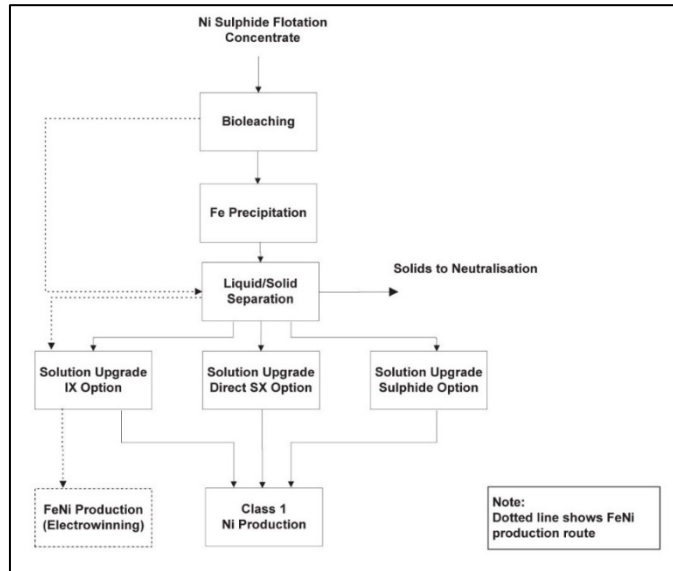 Ni Sulphide Flotation
Concentrate
Bioleaching
Fe Precipitation
Solids to Neutralisation
Liquid/Solid
Separation
Solution Upgrade
IX Option
Solution Upgrade
Direct SX Option
Solution Upgrade
Sulphide Option
FeNi Production
(Electrowinning)
Class 1
Ni Production
Note:
Dotted line shows FeNi
production route